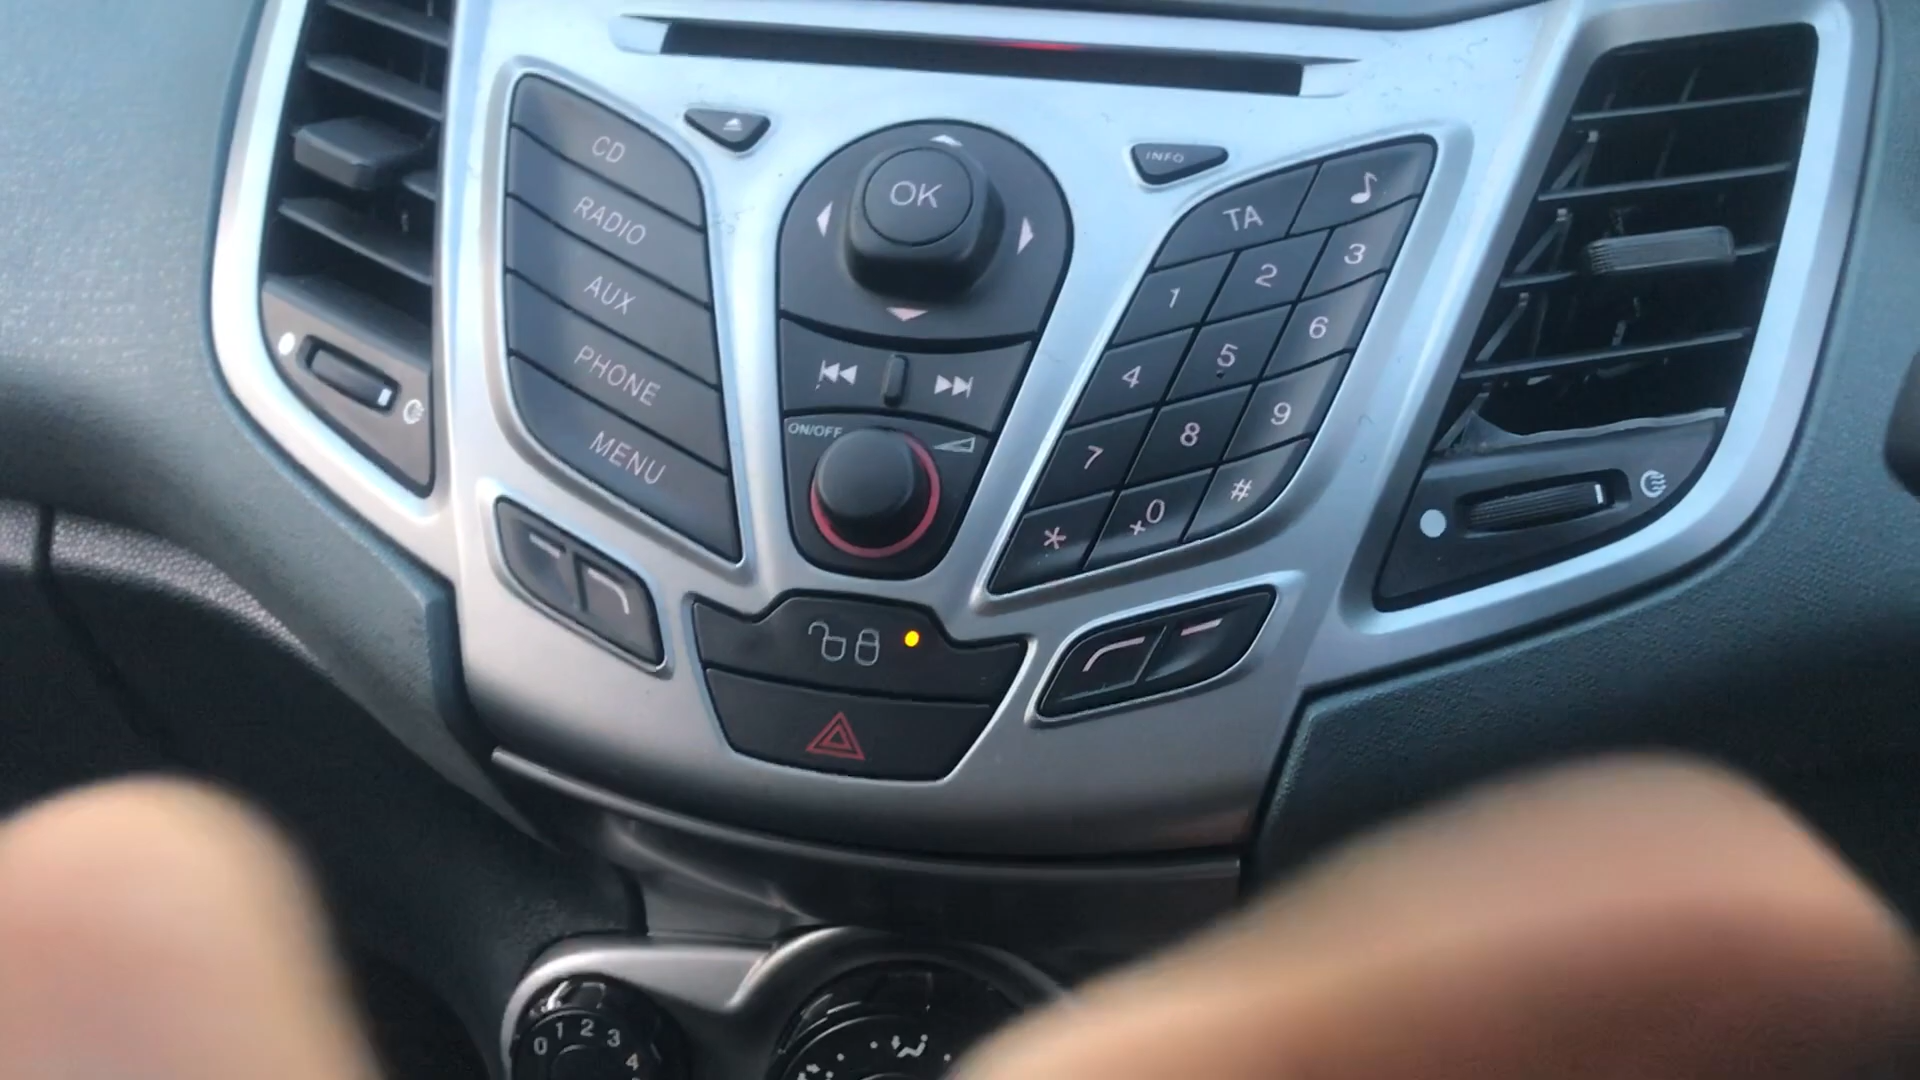 CD
RADIO
AUX
PHONE
MENU
OK
ON/OFF
INFO
TA
1 2 3
4 5 6
7 8 9
* +0 #
0 1 2 3 4